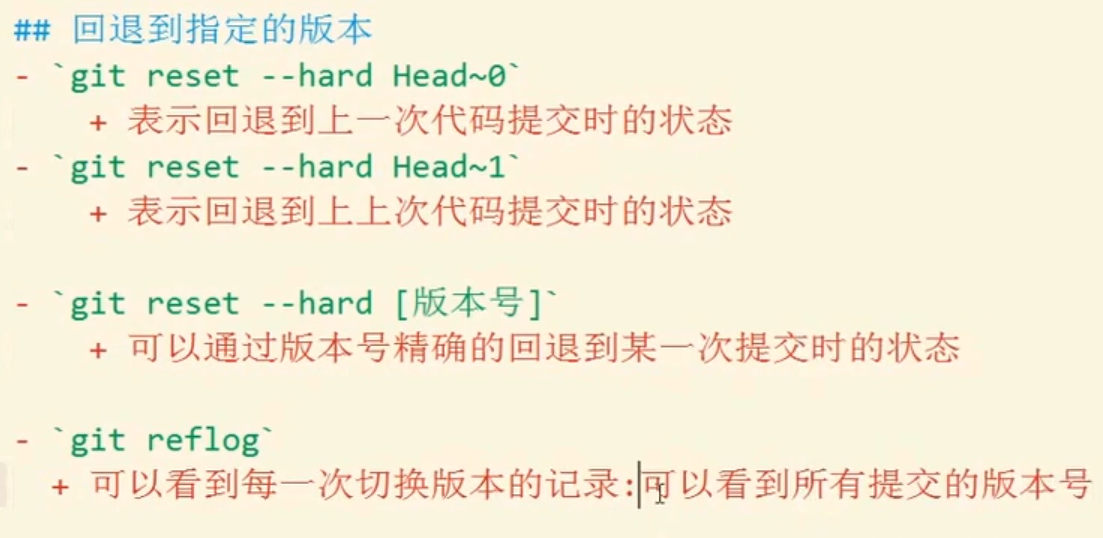 ## 回退到指定的版本
- `git reset --hard Head~0`
+ 表示回退到上一次代码提交时的状态
- `git reset --hard Head~1`
+ 表示回退到上上次代码提交时的状态
- `git reset --hard [版本号]`
+ 可以通过版本号精确的回退到某一次提交时的状态
- `git reflog`
+ 可以看到每一次切换版本的记录:可以看到所有提交的版本号